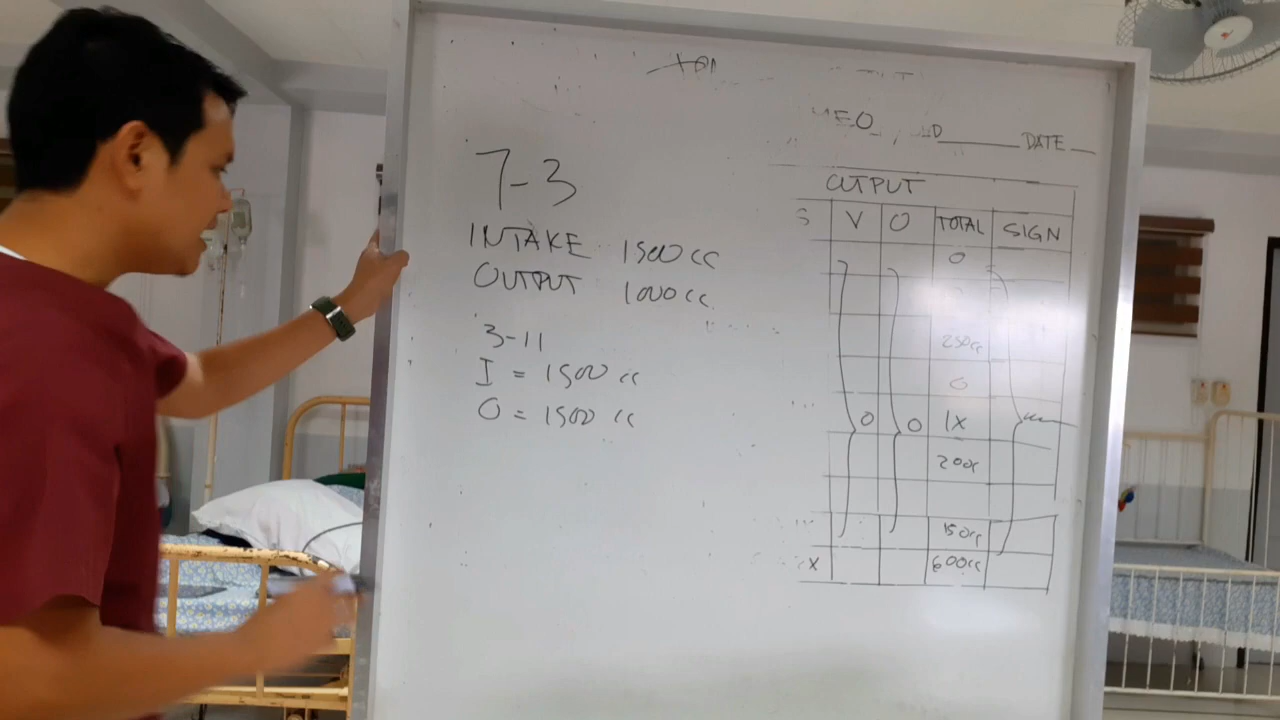 7-3
INTAKE 1500 cc
OUTPUT 1000 cc
3-11
I = 1500 cc
O = 1500 cc
DATE
OUTPUT
S V O TOTAL SIGN
0
250cc
0
0 0 1X
200c
150cc
X 600cc